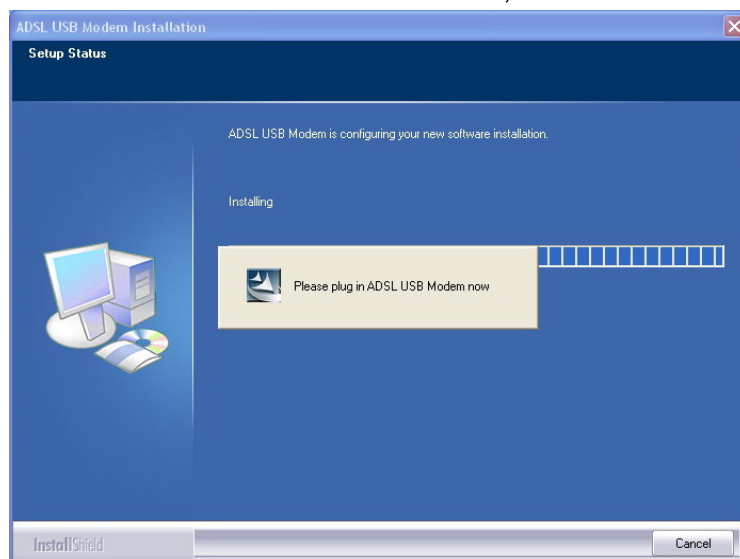 ADSL USB Modem Installation
Setup Status
ADSL USB Modem is configuring your new software installation.
Installing
Please plug in ADSL USB Modem now
InstallShield
Cancel